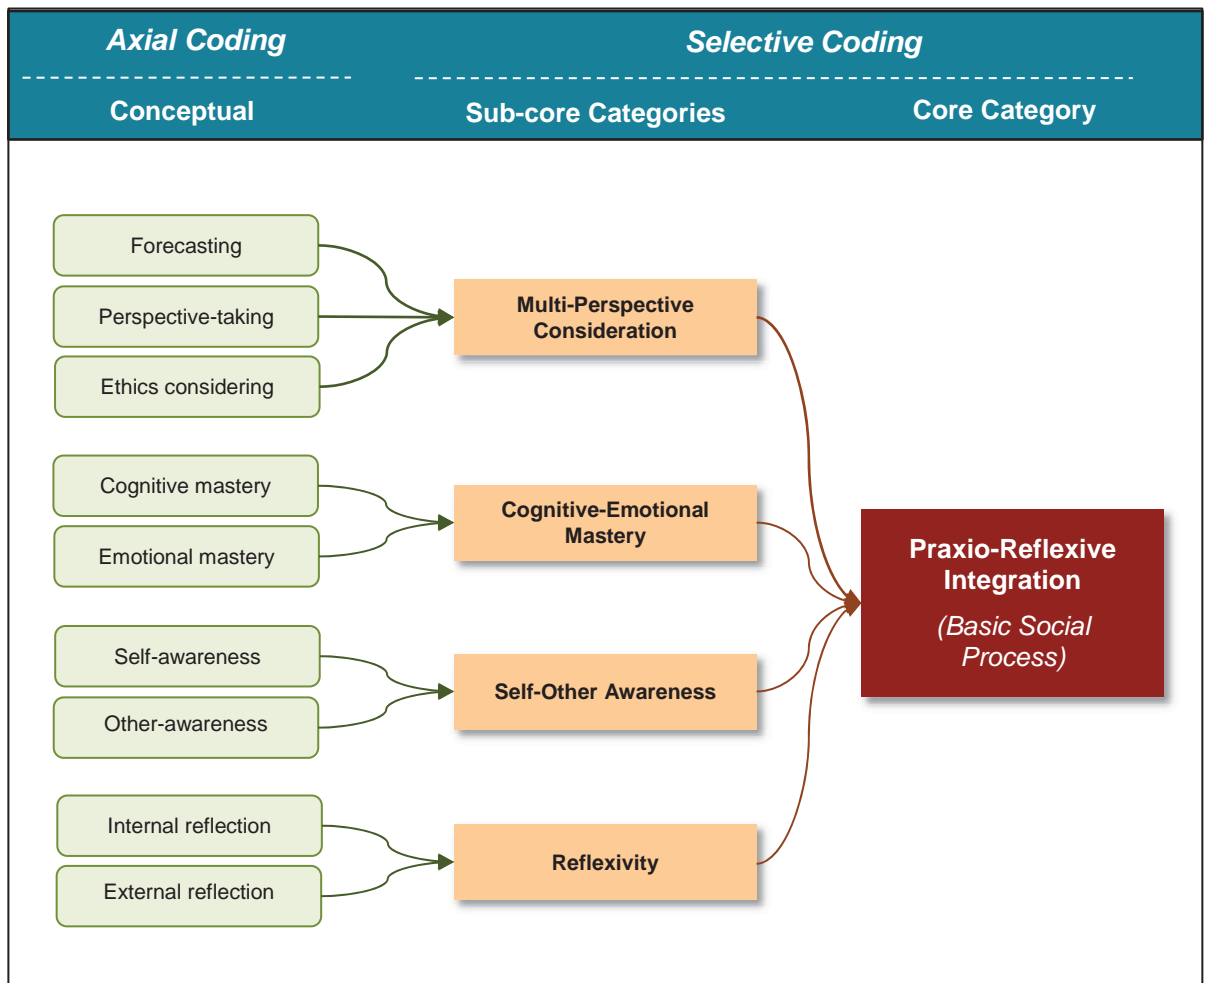 Axial Coding
Selective Coding
Conceptual
Sub-core Categories
Core Category
Forecasting
Perspective-taking
Ethics considering
Multi-Perspective
Consideration
Cognitive mastery
Emotional mastery
Cognitive-Emotional
Mastery
Self-awareness
Other-awareness
Self-Other Awareness
Internal reflection
External reflection
Reflexivity
Praxio-Reflexive
Integration
(Basic Social
Process)